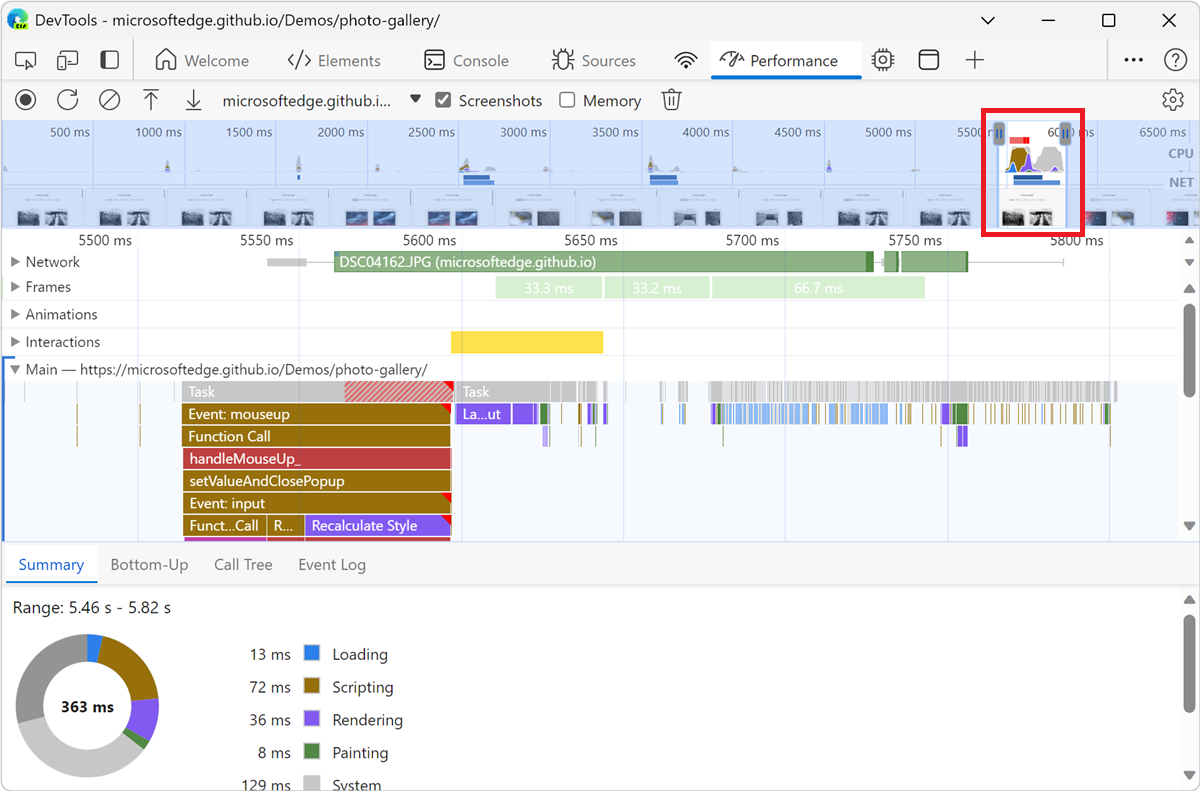 DevTools - microsoftedge.github.io/Demos/photo-gallery/
Welcome Elements Console Sources Performance
microsoftedge.github.i... Screenshots Memory
500 ms 1000 ms 1500 ms 2000 ms 2500 ms 3000 ms 3500 ms 4000 ms 4500 ms 5000 ms 6500 ms
CPU
NET
5500 ms 5550 ms 5600 ms 5650 ms 5700 ms 5750 ms 5800 ms
Network DSC04162.JPG (microsoftedge.github.io)
Frames 33.3 ms 33.2 ms 66.7 ms
Animations
Interactions
Main — https://microsoftedge.github.io/Demos/photo-gallery/
Task Task
Event: mouseup La...ut
Function Call
handleMouseUp_
setValueAndClosePopup
Event: input
Funct...Call R... Recalculate Style
Summary Bottom-Up Call Tree Event Log
Range: 5.46 s - 5.82 s
363 ms
13 ms Loading
72 ms Scripting
36 ms Rendering
8 ms Painting
129 ms System